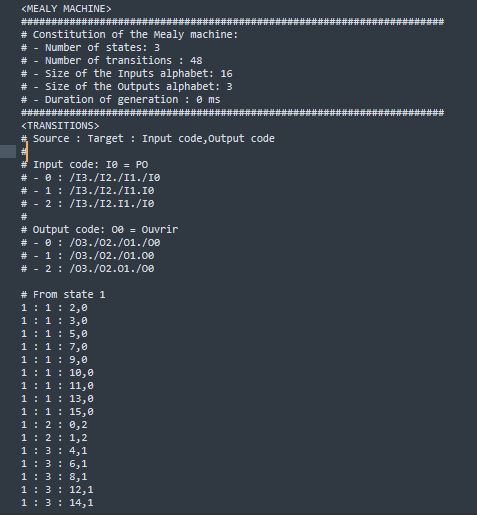 <MEALY MACHINE>
#######################################################################
# Constitution of the Mealy machine:
# - Number of states: 3
# - Number of transitions : 48
# - Size of the Inputs alphabet: 16
# - Size of the Outputs alphabet: 3
# - Duration of generation : 0 ms
#######################################################################
<TRANSITIONS>
# Source : Target : Input code,Output code
#
# Input code: I0 = PO
# - 0 : /I3./I2./I1./I0
# - 1 : /I3./I2./I1.I0
# - 2 : /I3./I2.I1./I0
#
# Output code: O0 = Ouvrir
# - 0 : /O3./O2./O1./O0
# - 1 : /O3./O2./O1.O0
# - 2 : /O3./O2.O1./O0
# From state 1
1 : 1 : 2,0
1 : 1 : 3,0
1 : 1 : 5,0
1 : 1 : 7,0
1 : 1 : 9,0
1 : 1 : 10,0
1 : 1 : 11,0
1 : 1 : 13,0
1 : 1 : 15,0
1 : 2 : 0,2
1 : 2 : 1,2
1 : 3 : 4,1
1 : 3 : 6,1
1 : 3 : 8,1
1 : 3 : 12,1
1 : 3 : 14,1